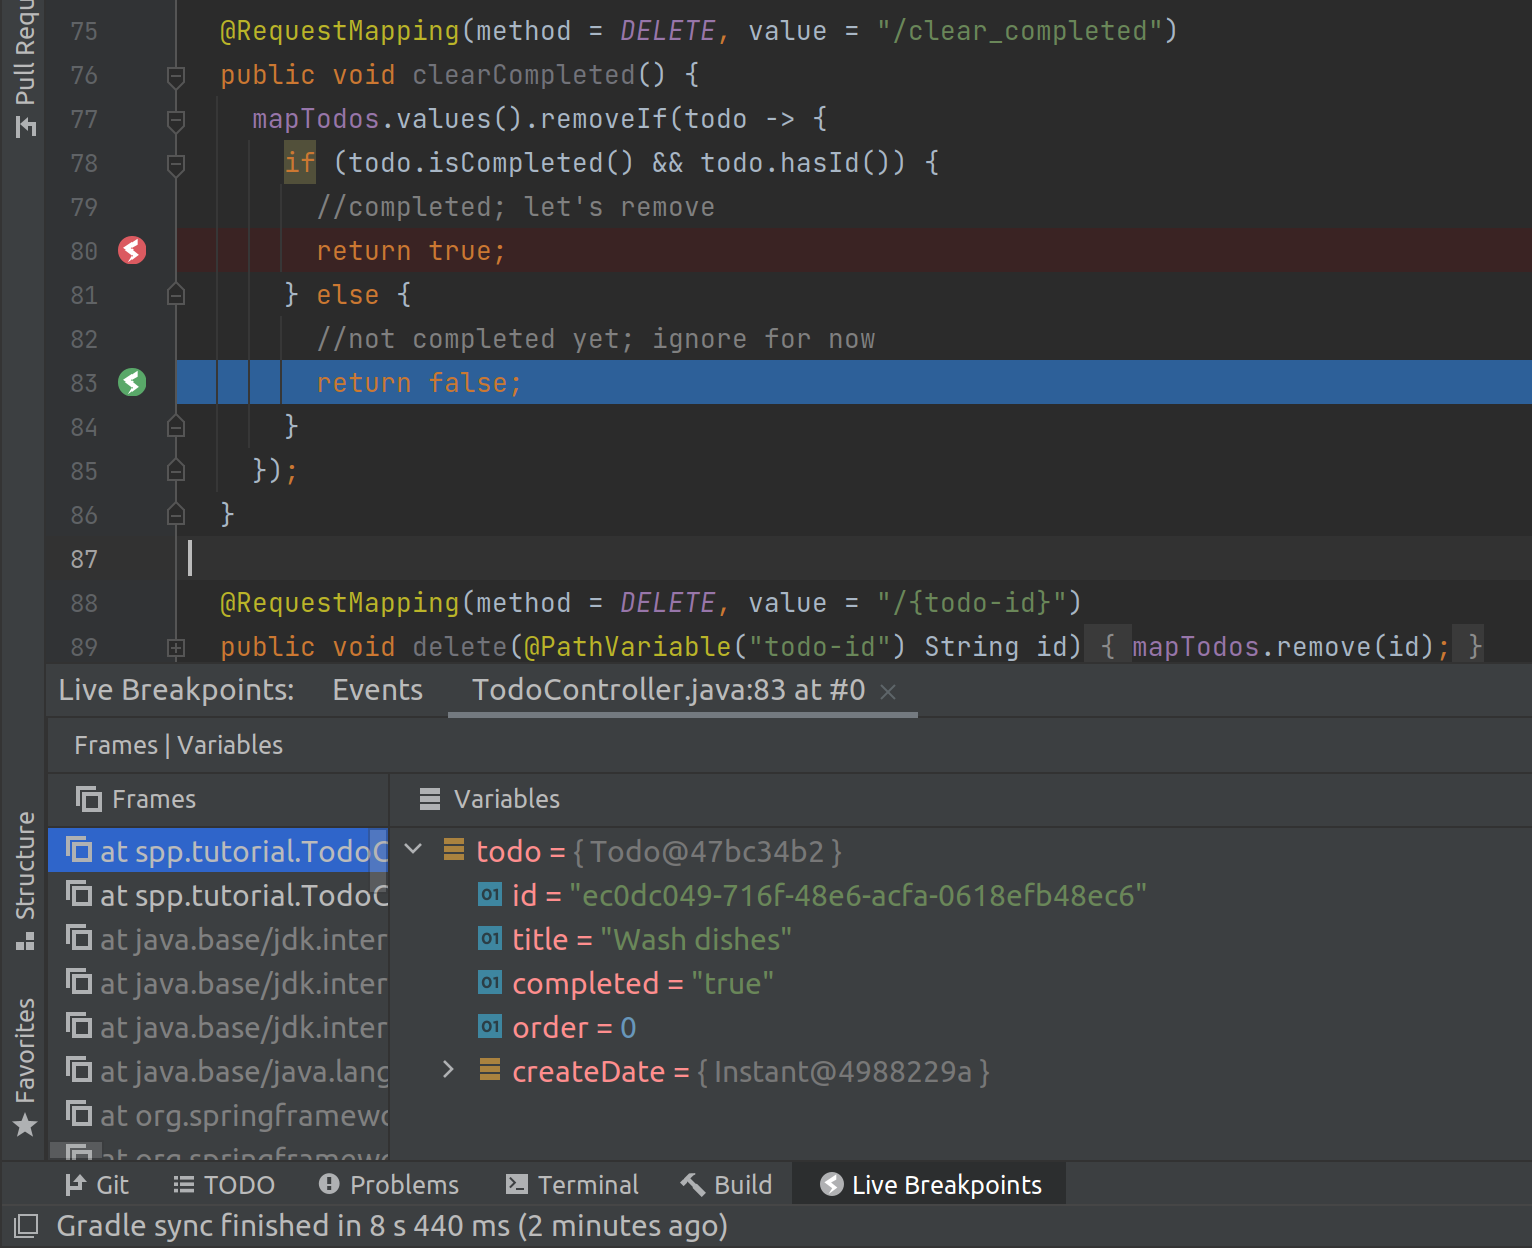 Pull Requ
75 @RequestMapping(method = DELETE, value = "/clear_completed")
76 public void clearCompleted() {
77 mapTodos.values().removeIf(todo -> {
78 if (todo.isCompleted() && todo.hasId()) {
79 //completed; let's remove
80 return true;
81 } else {
82 //not completed yet; ignore for now
83 return false;
84 }
85 });
86 }
87
88 @RequestMapping(method = DELETE, value = "/{todo-id}")
89 public void delete(@PathVariable("todo-id") String id) { mapTodos.remove(id); }
Live Breakpoints: Events TodoController.java:83 at #0
Frames | Variables
Structure
Favorites
Frames
at spp.tutorial.TodoC
at spp.tutorial.TodoC
at java.base/jdk.inter
at java.base/jdk.inter
at java.base/jdk.inter
at java.base/java.lang
at org.springframewo
at org.springframewo
Variables
todo = { Todo@47bc34b2 }
01 id = "ec0dc049-716f-48e6-acfa-0618efb48ec6"
01 title = "Wash dishes"
01 completed = "true"
01 order = 0
createDate = { Instant@4988229a }
Git TODO Problems Terminal Build Live Breakpoints
Gradle sync finished in 8 s 440 ms (2 minutes ago)